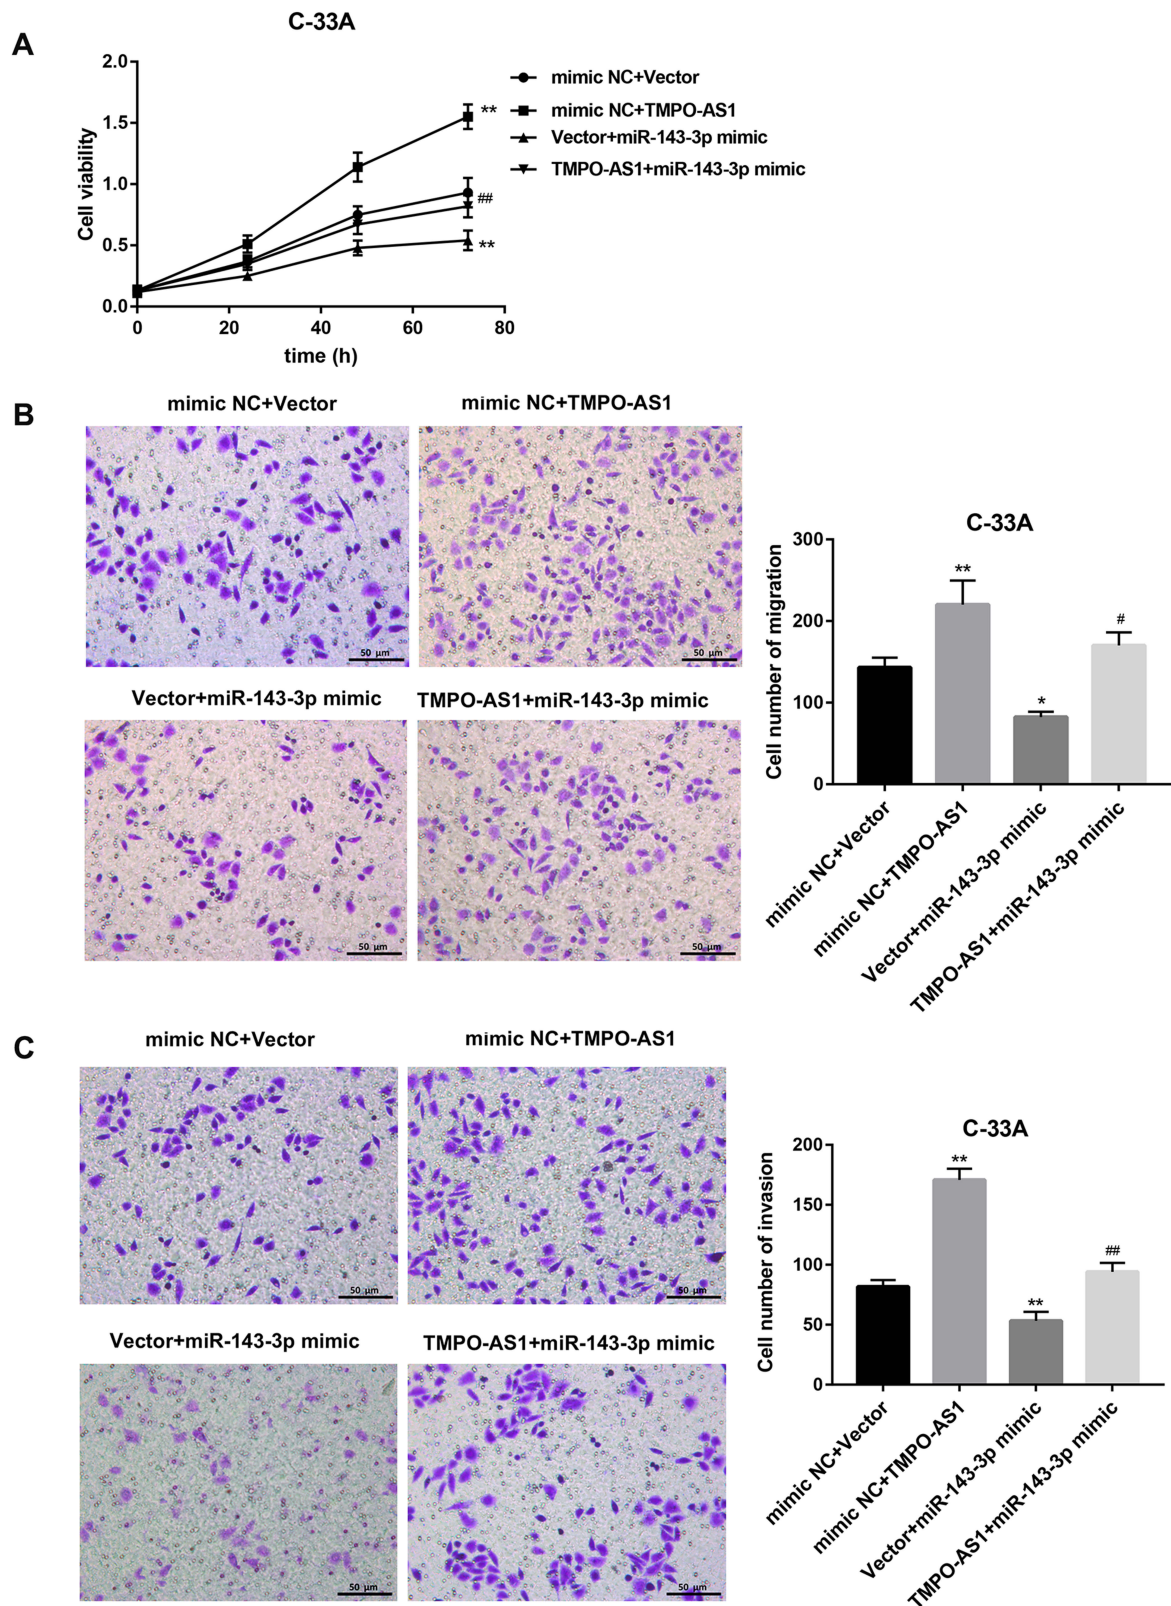 A
C-33A
Cell viability
2.0
1.5
1.0
0.5
0.0
0
20
40
60
80
time (h)
**
##
**
mimic NC+Vector
mimic NC+TMPO-AS1
Vector+miR-143-3p mimic
TMPO-AS1+miR-143-3p mimic
B
mimic NC+Vector
mimic NC+TMPO-AS1
50 µm
50 µm
Vector+miR-143-3p mimic
TMPO-AS1+miR-143-3p mimic
50 µm
50 µm
C-33A
Cell number of migration
300
200
100
0
**
*
#
mimic NC+Vector
mimic NC+TMPO-AS1
Vector+miR-143-3p mimic
TMPO-AS1+miR-143-3p mimic
C
mimic NC+Vector
mimic NC+TMPO-AS1
50 µm
50 µm
Vector+miR-143-3p mimic
TMPO-AS1+miR-143-3p mimic
50 µm
50 µm
C-33A
Cell number of invasion
200
150
100
50
0
**
**
##
mimic NC+Vector
mimic NC+TMPO-AS1
Vector+miR-143-3p mimic
TMPO-AS1+miR-143-3p mimic